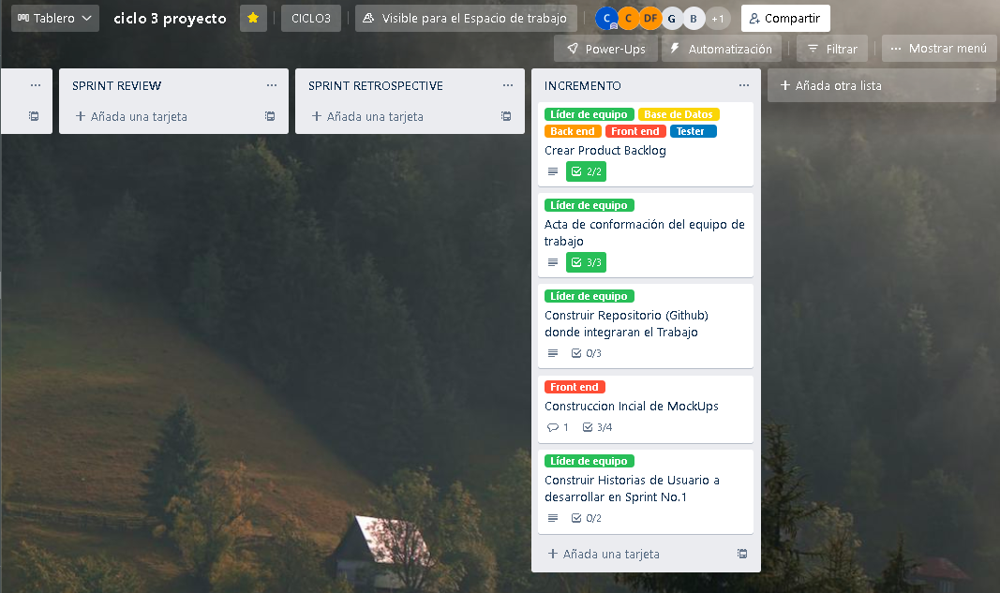 Tablero
ciclo 3 proyecto
CICLO3
Visible para el Espacio de trabajo
C
C
DF
G
B
+1
Compartir
Power-Ups
Automatización
Filtrar
Mostrar menú
SPRINT REVIEW
Añada una tarjeta
SPRINT RETROSPECTIVE
Añada una tarjeta
INCREMENTO
Líder de equipo
Base de Datos
Back end
Front end
Tester
Crear Product Backlog
2/2
Líder de equipo
Acta de conformación del equipo de
trabajo
3/3
Líder de equipo
Construir Repositorio (Github)
donde integraran el Trabajo
0/3
Front end
Construccion Incial de MockUps
1
3/4
Líder de equipo
Construir Historias de Usuario a
desarrollar en Sprint No.1
0/2
Añada una tarjeta
Añada otra lista